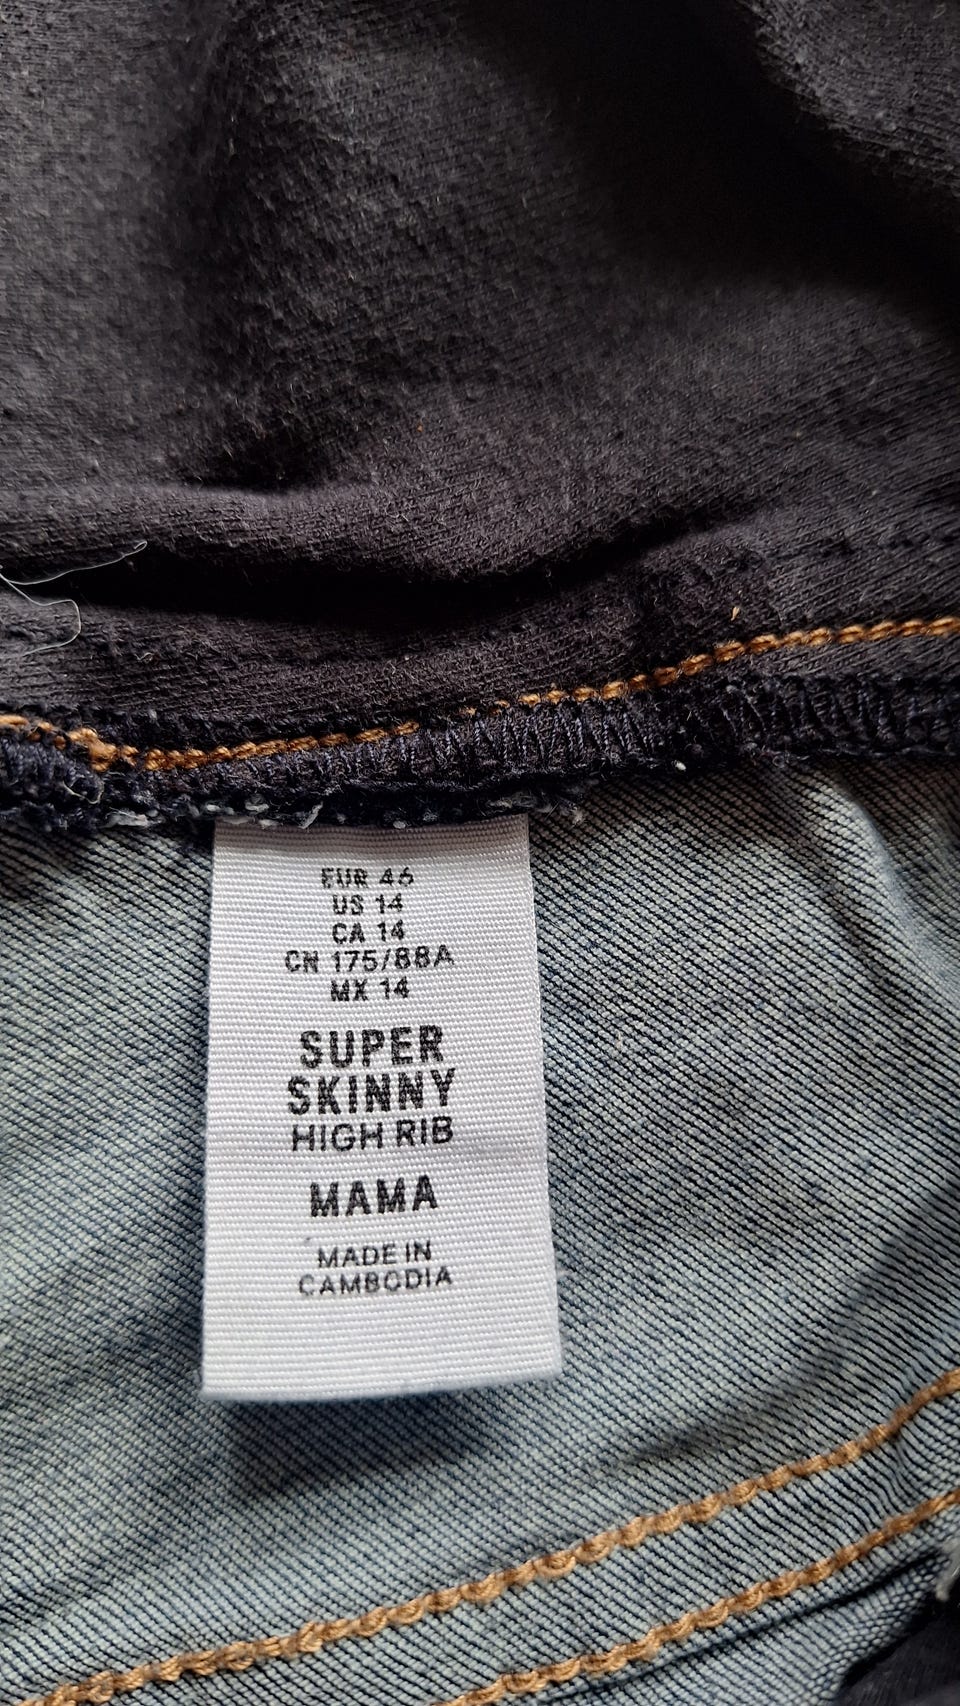 EUR 46
US 14
CA 14
CN 175/88A
MX 14
SUPER
SKINNY
HIGH RIB
MAMA
MADE IN
CAMBODIA